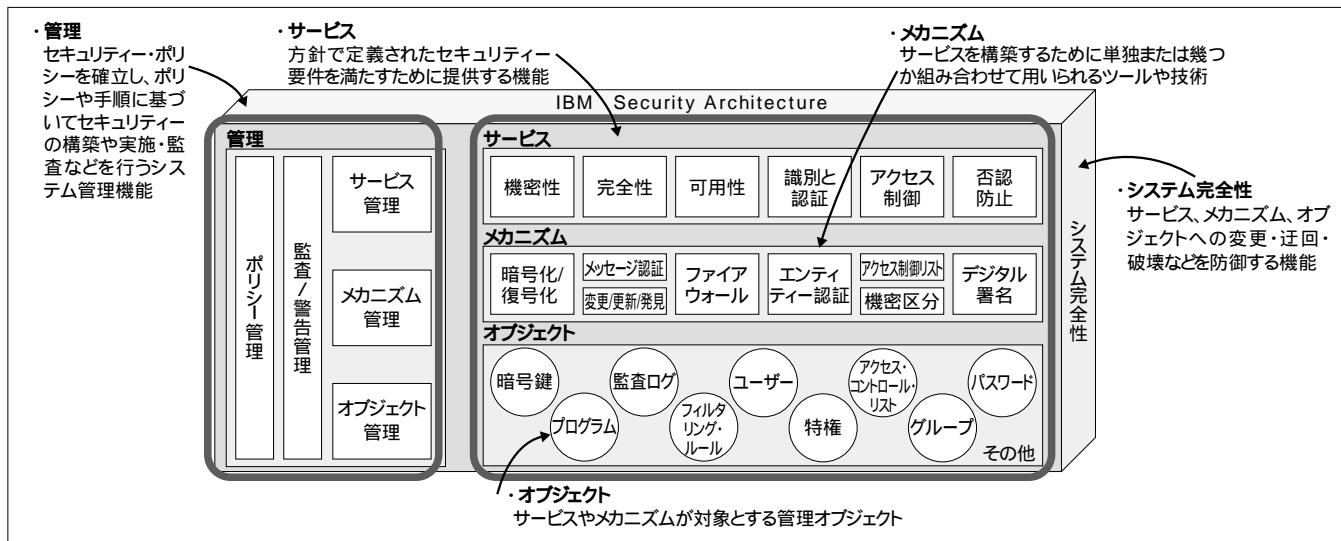 ・管理
セキュリティー・ポリ
シーを確立し、ポリ
シーや手順に基づ
いてセキュリティー
の構築や実施・監
査などを行うシス
テム管理機能
・サービス
方針で定義されたセキュリティー
要件を満たすために提供する機能
・メカニズム
サービスを構築するために単独または幾つ
か組み合わせて用いられるツールや技術
IBM Security Architecture
管理
ポリシー管理
監査/警告管理
サービス
管理
メカニズム
管理
オブジェクト
管理
サービス
機密性
完全性
可用性
識別と
認証
アクセス
制御
否認
防止
メカニズム
暗号化/
復号化
メッセージ認証
変更/更新/発見
ファイア
ウォール
エンティ
ティー認証
アクセス制御リスト
機密区分
デジタル
署名
オブジェクト
暗号鍵
プログラム
監査ログ
フィルタ
リング・
ルール
ユーザー
特権
アクセス・
コントロール・
リスト
グループ
パスワード
その他
システム完全性
・システム完全性
サービス、メカニズム、オブ
ジェクトへの変更・迂回・
破壊などを防御する機能
・オブジェクト
サービスやメカニズムが対象とする管理オブジェクト